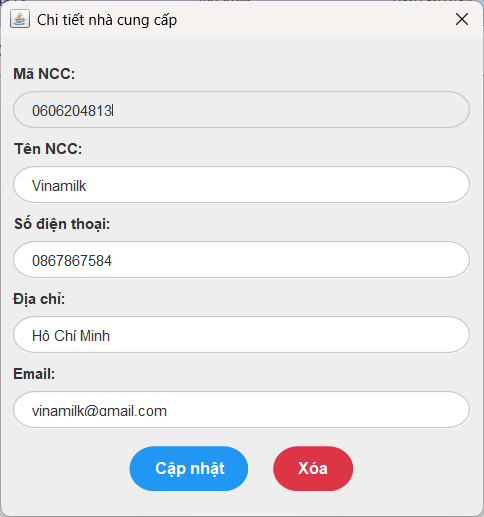 Chi tiết nhà cung cấp
Mã NCC:
0606204813
Tên NCC:
Vinamilk
Số điện thoại:
0867867584
Địa chỉ:
Hồ Chí Minh
Email:
vinamilk@gmail.com
Cập nhật
Xóa